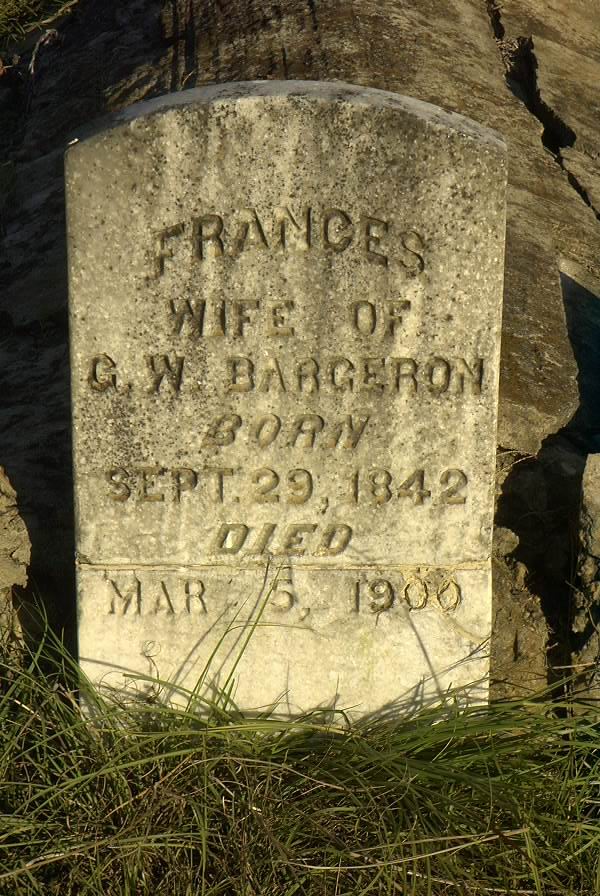 FRANCES
WIFE OF
G. W. BARGERON
BORN
SEPT. 29, 1842
DIED
MAR. 5, 1900